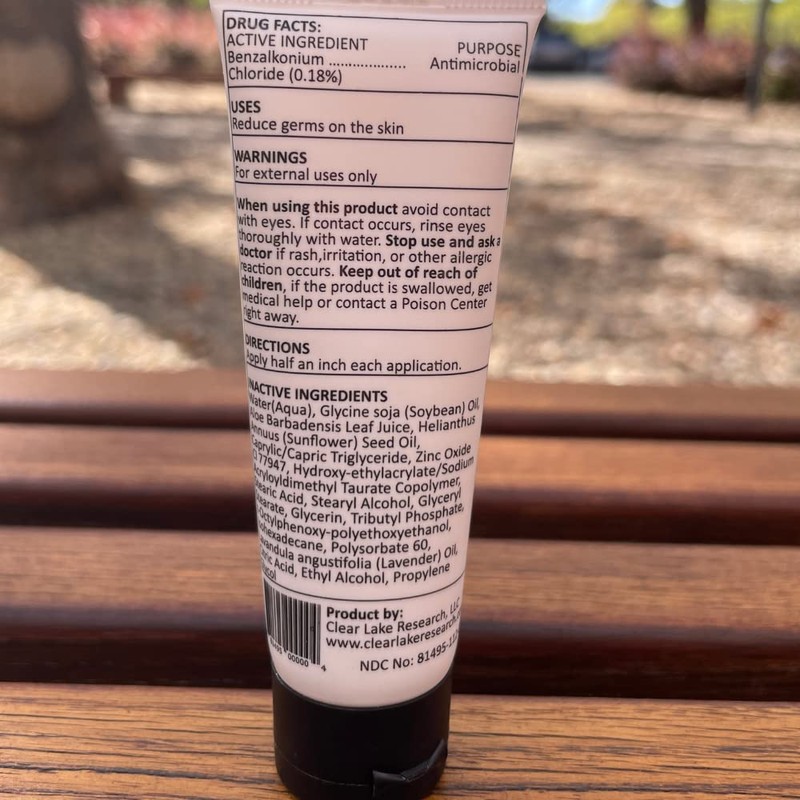 DRUG FACTS:
ACTIVE INGREDIENT PURPOSE
Benzalkonium .................. Antimicrobial
Chloride (0.18%)
USES
Reduce germs on the skin
WARNINGS
For external uses only
When using this product avoid contact
with eyes. If contact occurs, rinse eyes
thoroughly with water. Stop use and ask a
doctor if rash,irritation, or other allergic
reaction occurs. Keep out of reach of
children, if the product is swallowed, get
medical help or contact a Poison Center
right away.
DIRECTIONS
Apply half an inch each application.
INACTIVE INGREDIENTS
Water(Aqua), Glycine soja (Soybean) Oil,
Aloe Barbadensis Leaf Juice, Helianthus
Annuus (Sunflower) Seed Oil,
Caprylic/Capric Triglyceride, Zinc Oxide
CI 77947, Hydroxy-ethylacrylate/Sodium
Acryloyldimethyl Taurate Copolymer,
Stearic Acid, Stearyl Alcohol, Glyceryl
Stearate, Glycerin, Tributyl Phosphate,
Octylphenoxy-polyethoxyethanol,
Polysorbate 60,
angustifolia (Lavender) Oil,
Acid, Ethyl Alcohol, Propylene
Product by:
Clear Lake Research, LLC
www.clearlakeresearch.
NDC No: 81495-
00000 4